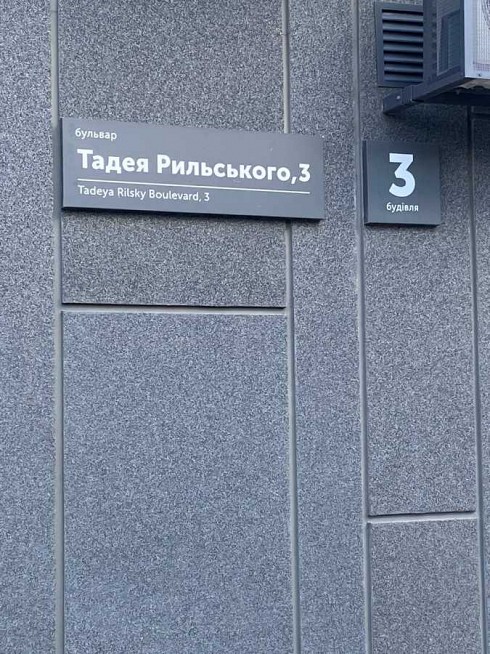 бульвар
Тадея Рильського,3
Tadeya Rilsky Boulevard, 3
3
будівля